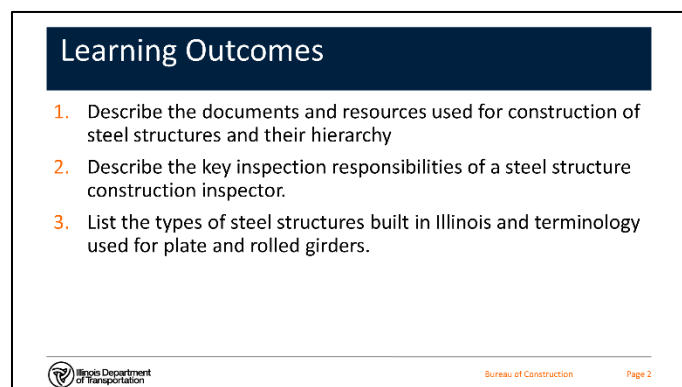 Learning Outcomes
1. Describe the documents and resources used for construction of
steel structures and their hierarchy
2. Describe the key inspection responsibilities of a steel structure
construction inspector.
3. List the types of steel structures built in Illinois and terminology
used for plate and rolled girders.
Illinois Department
of Transportation
Bureau of Construction
Page 2